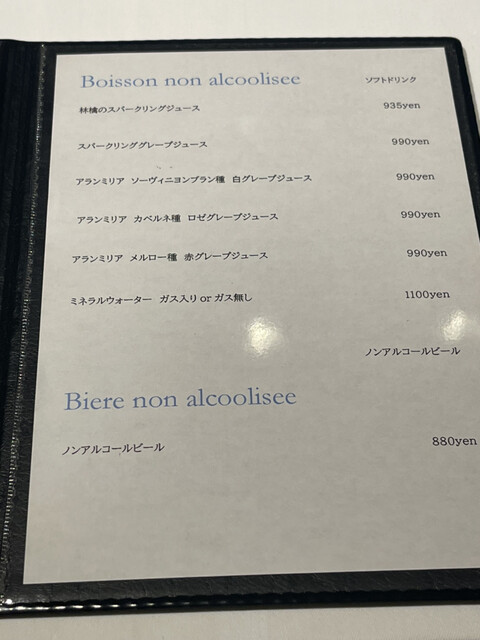 Boisson non alcoolisee ソフトドリンク
林檎のスパークリングジュース 935yen
スパークリンググレープジュース 990yen
アランミリア ソーヴィニヨンブラン種 白グレープジュース 990yen
アランミリア カベルネ種 ロゼグレープジュース 990yen
アランミリア メルロー種 赤グレープジュース 990yen
ミネラルウォーター ガス入り or ガス無し 1100yen
ノンアルコールビール
Biere non alcoolisee
ノンアルコールビール 880yen